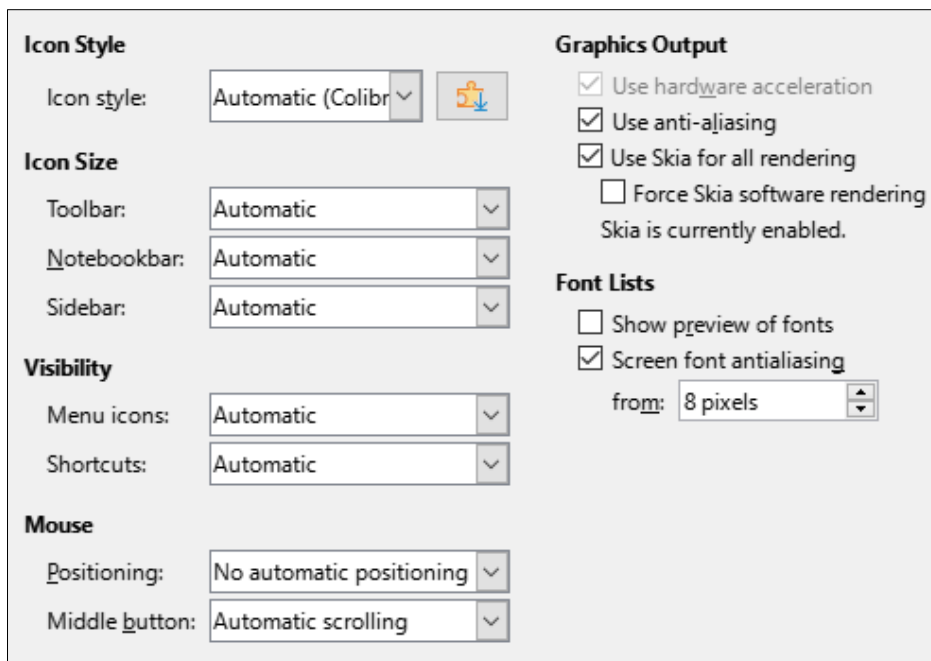 Icon Style
Icon style: Automatic (Colibr
Icon Size
Toolbar: Automatic
Notebookbar: Automatic
Sidebar: Automatic
Visibility
Menu icons: Automatic
Shortcuts: Automatic
Mouse
Positioning: No automatic positioning
Middle button: Automatic scrolling
Graphics Output
Use hardware acceleration
Use anti-aliasing
Use Skia for all rendering
Force Skia software rendering
Skia is currently enabled.
Font Lists
Show preview of fonts
Screen font antialiasing
from: 8 pixels